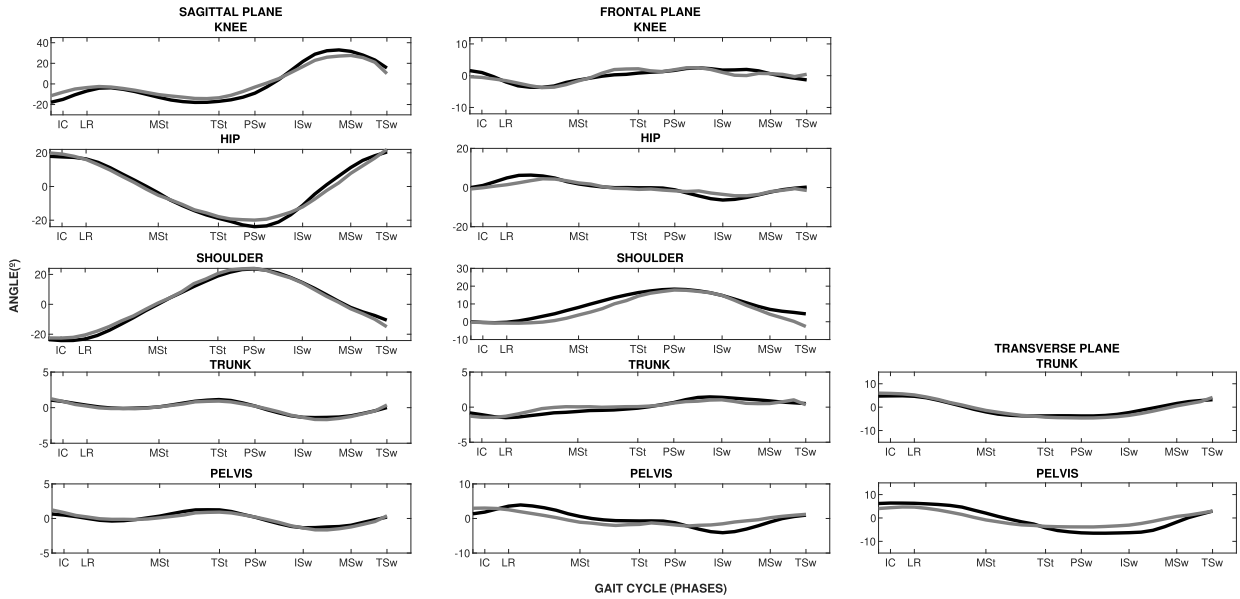 SAGITTAL PLANE
KNEE
40
20
0
-20
IC LR MSt TSt PSw ISw MSw TSw
HIP
20
0
-20
IC LR MSt TSt PSw ISw MSw TSw
SHOULDER
20
0
-20
IC LR MSt TSt PSw ISw MSw TSw
TRUNK
5
0
-5
IC LR MSt TSt PSw ISw MSw TSw
PELVIS
5
0
-5
IC LR MSt TSt PSw ISw MSw TSw
ANGLE(º)
FRONTAL PLANE
KNEE
10
0
-10
IC LR MSt TSt PSw ISw MSw TSw
HIP
20
0
-20
IC LR MSt TSt PSw ISw MSw TSw
SHOULDER
30
20
10
0
-10
IC LR MSt TSt PSw ISw MSw TSw
TRUNK
5
0
-5
IC LR MSt TSt PSw ISw MSw TSw
PELVIS
10
0
-10
IC LR MSt TSt PSw ISw MSw TSw
TRANSVERSE PLANE
TRUNK
10
0
-10
IC LR MSt TSt PSw ISw MSw TSw
PELVIS
10
0
-10
IC LR MSt TSt PSw ISw MSw TSw
GAIT CYCLE (PHASES)